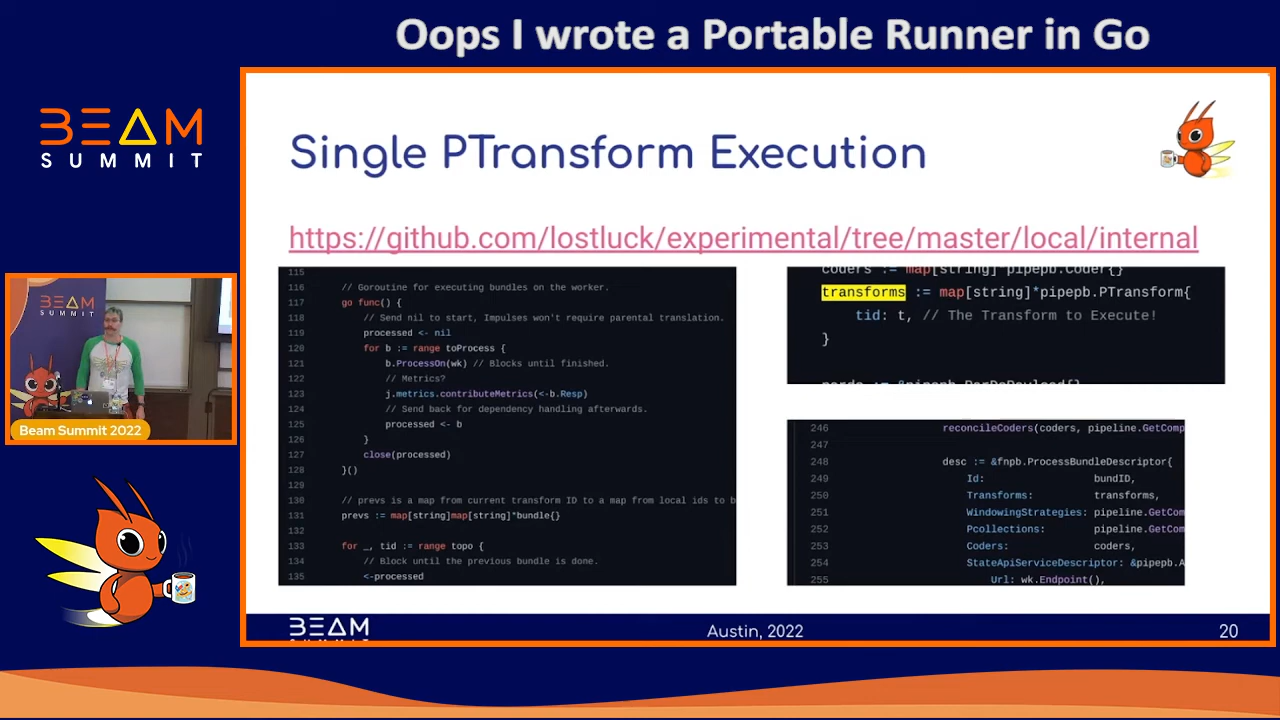 Oops I wrote a Portable Runner in Go
BEAM
SUMMIT
Single PTransform Execution
https://github.com/lostluck/experimental/tree/master/local/internal
115
116 // Goroutine for executing bundles on the worker.
117 go func() {
118 // Send nil to start, Impulses won't require parental translation.
119 processed <- nil
120 for b := range toProcess {
121 b.ProcessOn(wk) // Blocks until finished.
122 // Metrics?
123 j.metrics.contributeMetrics(<-b.Resp)
124 // Send back for dependency handling afterwards.
125 processed <- b
126 }
127 close(processed)
128 }()
129
130 // prevs is a map from current transform ID to a map from local ids to b
131 prevs := map[string]map[string]*bundle{}
132
133 for _, tid := range topo {
134 // Block until the previous bundle is done.
135 <-processed
coders := map[string]*pipepb.Coder{}
transforms := map[string]*pipepb.PTransform{
tid: t, // The Transform to Execute!
}
246 reconcileCoders(coders, pipeline.GetComp
247
248 desc := &fnpb.ProcessBundleDescriptor{
249 Id: bundID,
250 Transforms: transforms,
251 WindowingStrategies: pipeline.GetCom
252 Pcollections: pipeline.GetCom
253 Coders: coders,
254 StateApiServiceDescriptor: &pipepb.A
255 Url: wk.Endpoint(),
BEAM
SUMMIT
Beam Summit 2022
BEAM
Austin, 2022
20